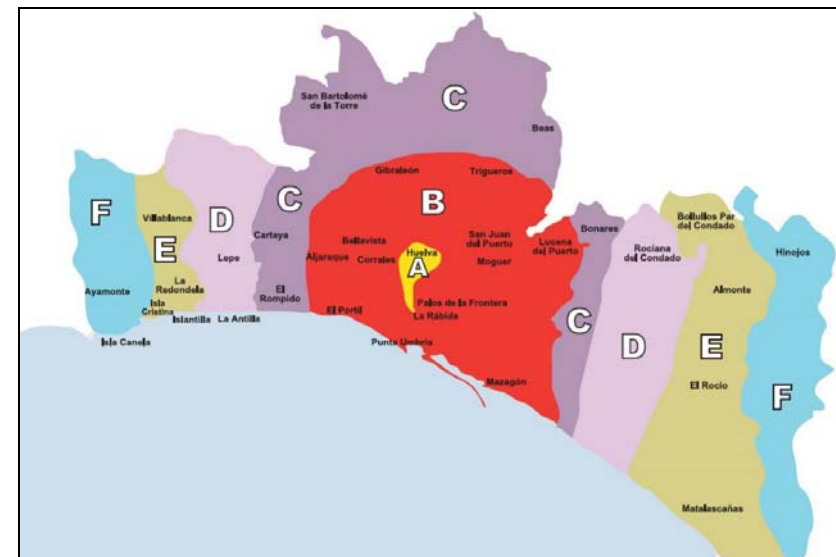 San Bartolomé
de la Torre
C
Beas
Gibraleón
Trigueros
F
Villablanca
D
C
B
Bonares
Bollullos Par
del Condado
E
Cartaya
Bellavista
Huelva
San Juan
del Puerto
Lucena
del Puerto
Rociana
del Condado
Hinojos
Lepe
Aljaraque
Corrales
A
Moguer
Ayamonte
La
Redondela
El
Rompido
Almonte
Isla
Cristina
Islantilla
La Antilla
El Portil
Palos de la Frontera
La Rábida
C
D
E
Isla Canela
Punta Umbría
Mazagón
El Rocio
F
Matalascañas